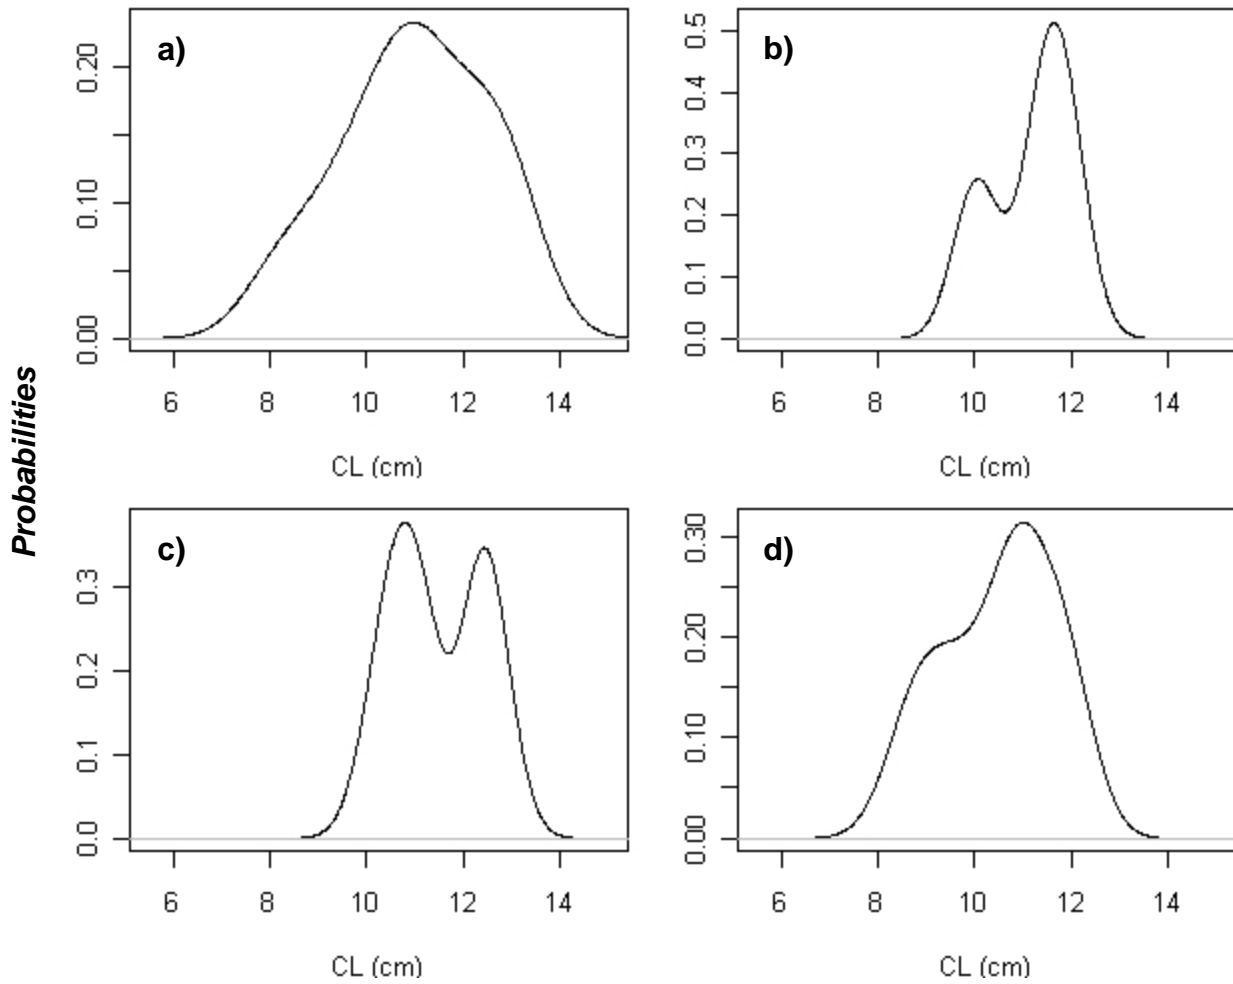 Probabilities
a)
0.00 0.10 0.20
6 8 10 12 14
CL (cm)
b)
0.0 0.1 0.2 0.3 0.4 0.5
6 8 10 12 14
CL (cm)
c)
0.0 0.1 0.2 0.3
6 8 10 12 14
CL (cm)
d)
0.00 0.10 0.20 0.30
6 8 10 12 14
CL (cm)